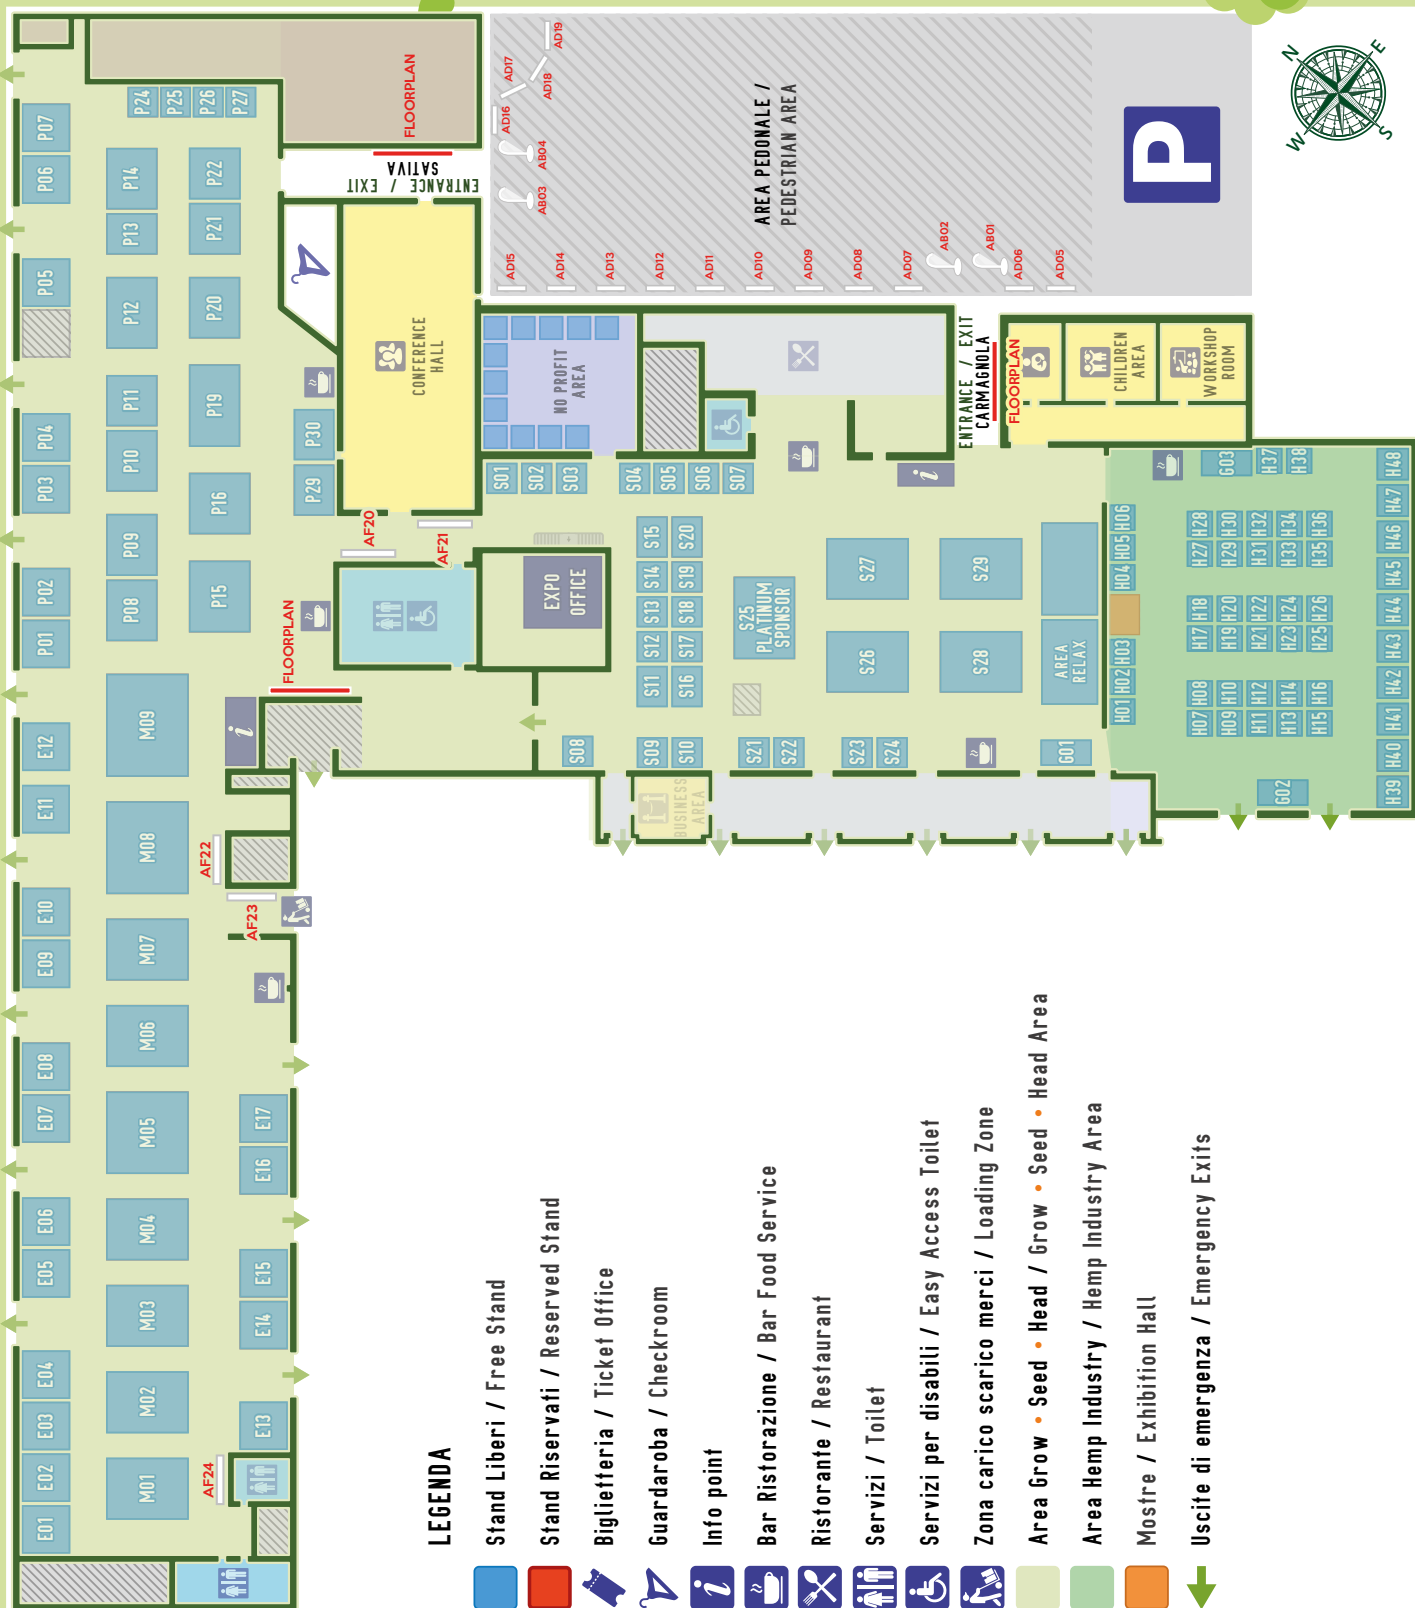 FLOORPLAN
SATIVA
ENTRANCE / EXIT
AREA PEDONALE /
PEDESTRIAN AREA
P
N
E
S
W
AD19
AD17
AD18
AD16
AB04
AB03
AD15
AD14
AD13
AD12
AD11
AD10
AD09
AD08
AD07
AB02
AB01
AD06
AD05
P07
P06
P05
P04
P03
P02
P01
P24
P25
P26
P27
P14
P13
P12
P11
P10
P09
P08
P22
P21
P20
P19
P16
P15
P30
P29
CONFERENCE
HALL
NO PROFIT
AREA
ENTRANCE / EXIT
CARMAGNOLA
FLOORPLAN
CHILDREN
AREA
WORKSHOP
ROOM
AF20
AF21
FLOORPLAN
EXPO
OFFICE
i
i
S01
S02
S03
S04
S05
S06
S07
S15
S20
S14
S19
S13
S18
S12
S17
S11
S16
S08
S09
S10
S21
S22
S23
S24
S25
PLATINUM
SPONSOR
S27
S29
S26
S28
AREA
RELAX
G01
BUSINESS
AREA
G03
H37
H38
H48
H47
H46
H45
H44
H43
H42
H41
H40
H39
G02
H06
H05
H04
H03
H02
H01
H28
H30
H32
H34
H36
H27
H29
H31
H33
H35
H18
H20
H22
H24
H26
H17
H19
H21
H23
H25
H08
H10
H12
H14
H16
H07
H09
H11
H13
H15
E12
E11
E10
E09
E08
E07
E06
E05
E04
E03
E02
E01
M09
M08
M07
M06
M05
M04
M03
M02
M01
AF22
AF23
AF24
E17
E16
E15
E14
E13
LEGENDA
Stand Liberi / Free Stand
Stand Riservati / Reserved Stand
Biglietteria / Ticket Office
Guardaroba / Checkroom
i Info point
Bar Ristorazione / Bar Food Service
Ristorante / Restaurant
Servizi / Toilet
Servizi per disabili / Easy Access Toilet
Zona carico scarico merci / Loading Zone
Area Grow • Seed • Head / Grow • Seed • Head Area
Area Hemp Industry / Hemp Industry Area
Mostre / Exhibition Hall
Uscite di emergenza / Emergency Exits